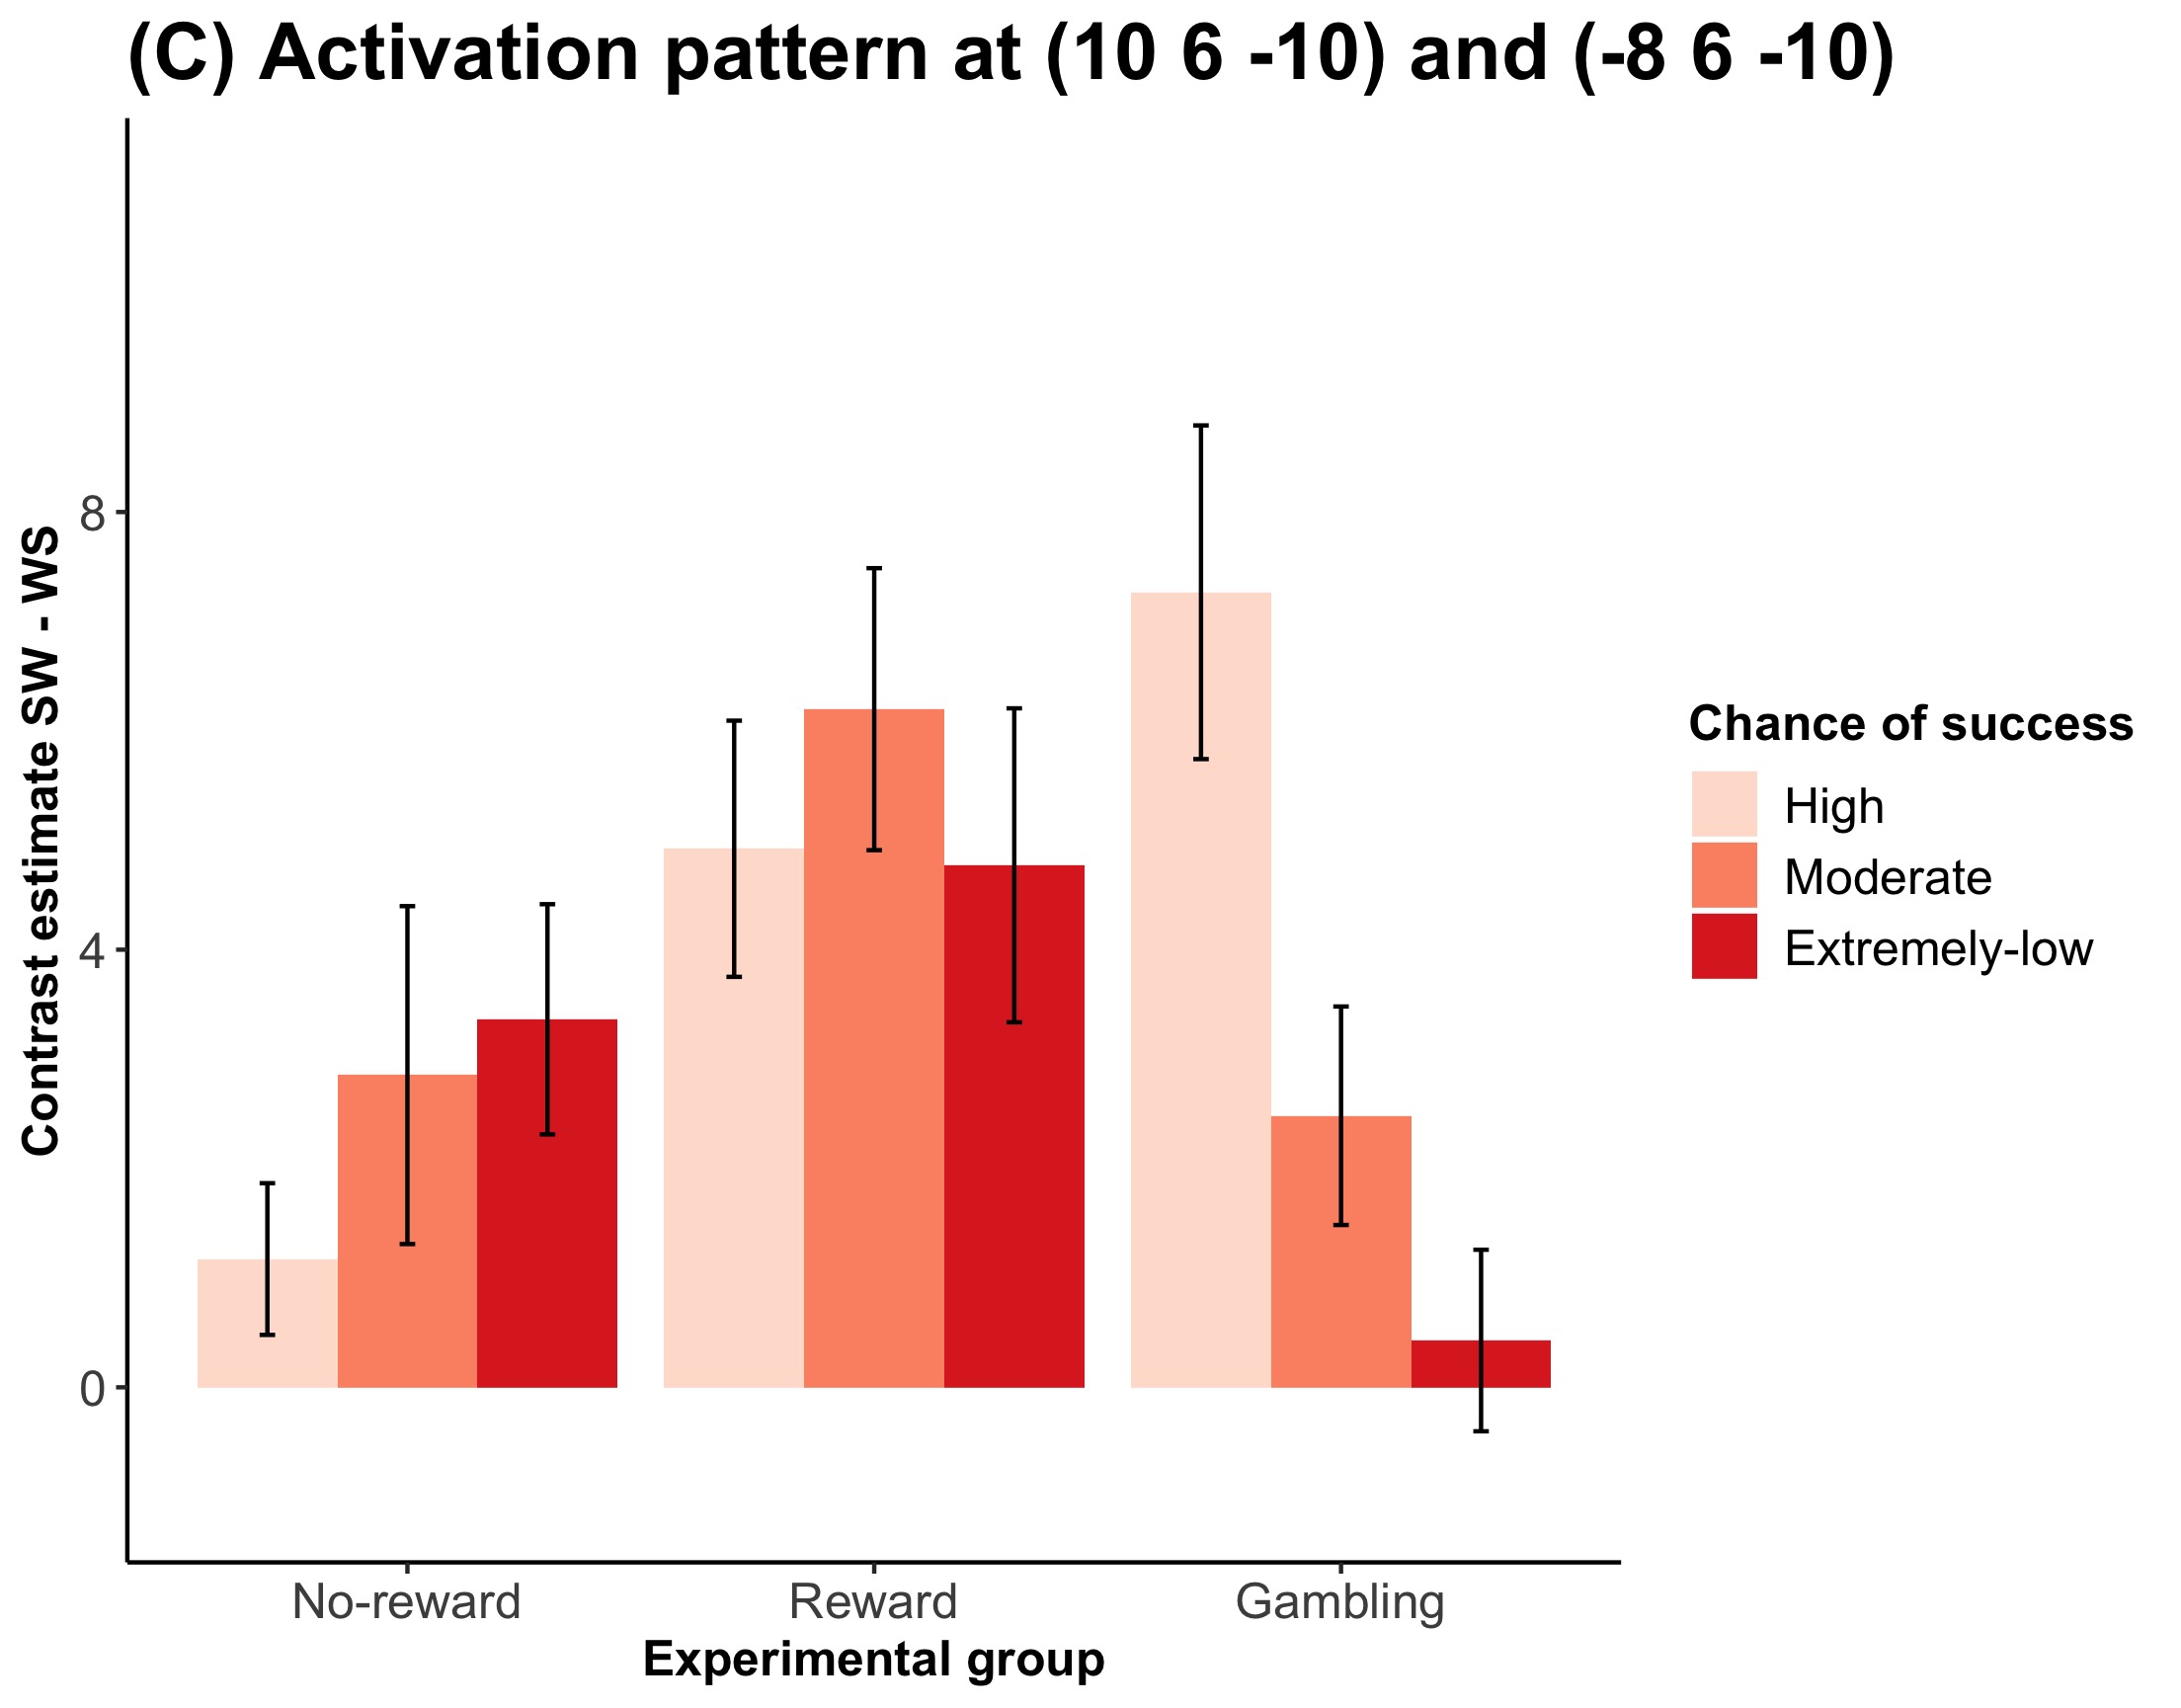 (C) Activation pattern at (10 6 -10) and (-8 6 -10)
Contrast estimate SW - WS
8
4
0
No-reward
Reward
Gambling
Experimental group
Chance of success
High
Moderate
Extremely-low